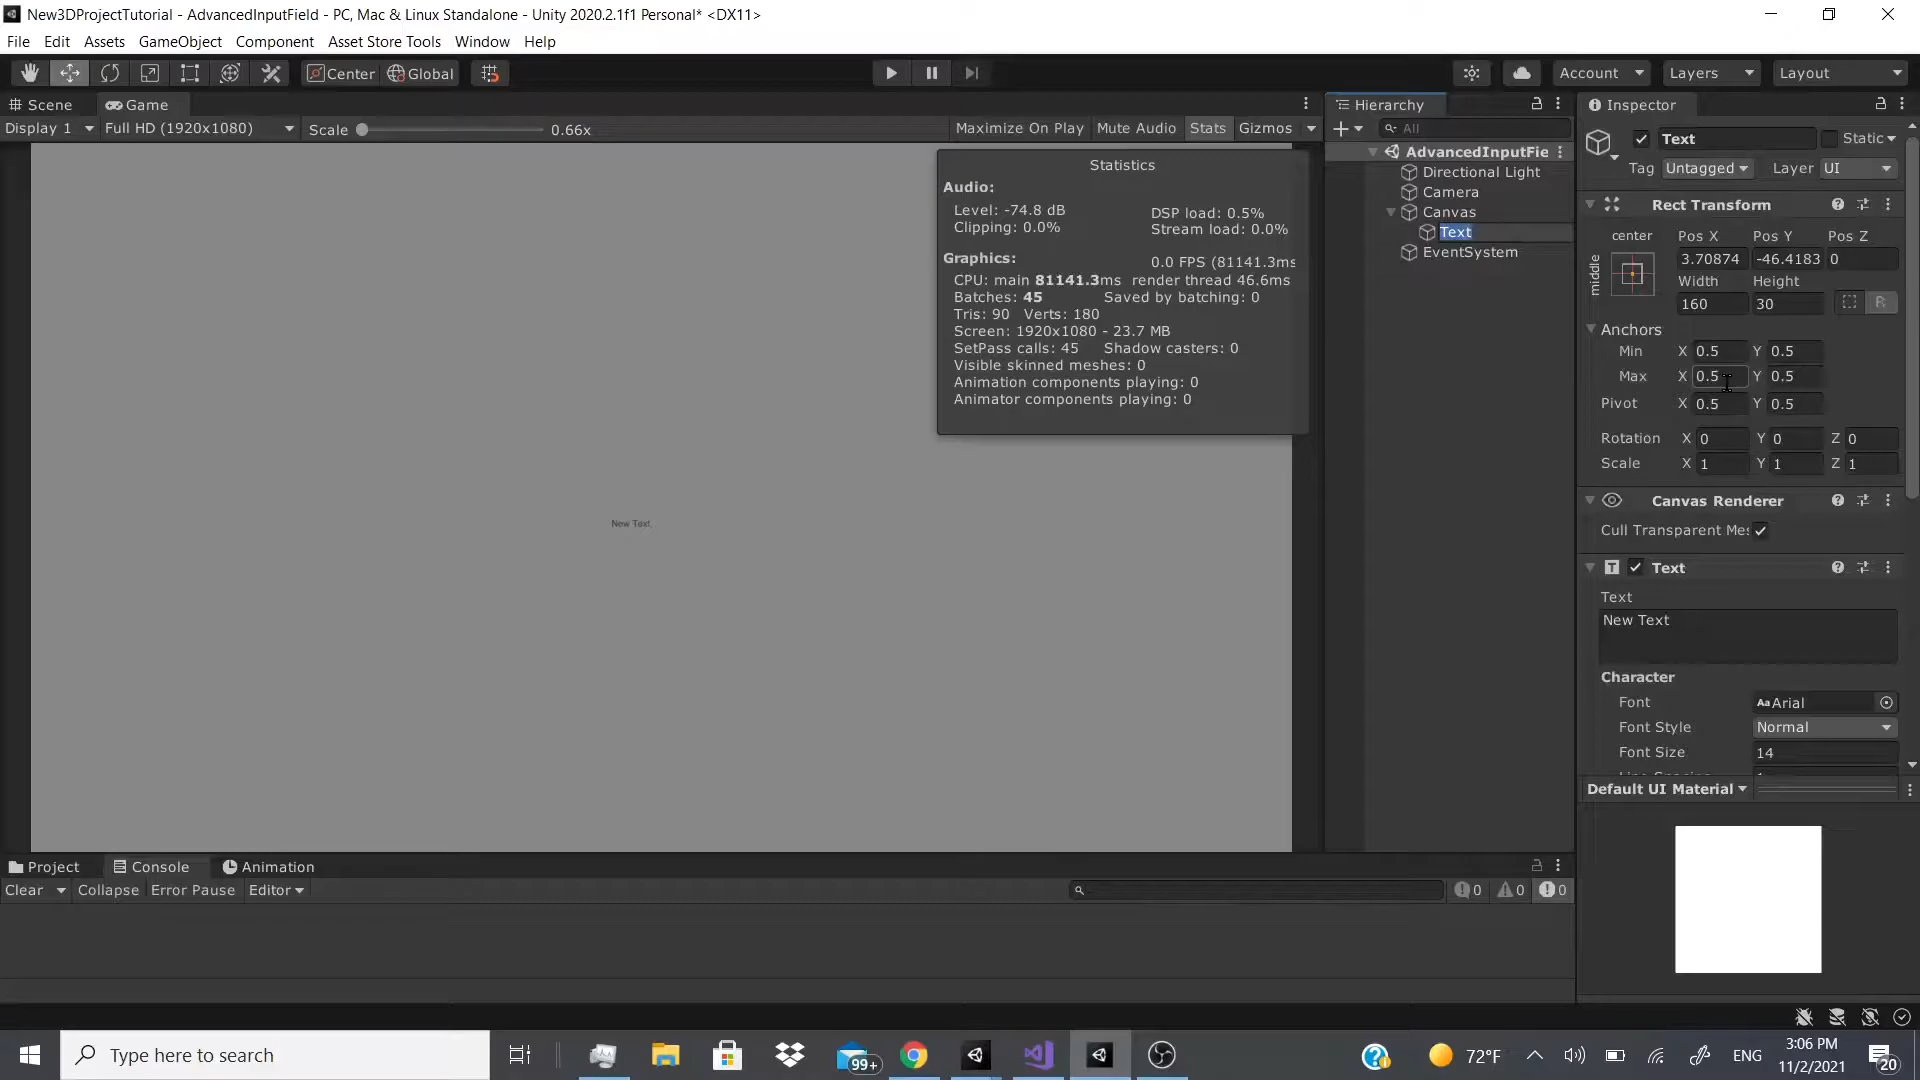 New3DProjectTutorial - AdvancedInputField - PC, Mac & Linux Standalone - Unity 2020.2.1f1 Personal* <DX11>
File Edit Assets GameObject Component Asset Store Tools Window Help
Center Global Account Layers Layout
Scene Game
Display 1 Full HD (1920x1080) Scale 0.66x Maximize On Play Mute Audio Stats Gizmos
Statistics
Audio:
Level: -74.8 dB DSP load: 0.5%
Clipping: 0.0% Stream load: 0.0%
Graphics: 0.0 FPS (81141.3ms
CPU: main 81141.3ms render thread 46.6ms
Batches: 45 Saved by batching: 0
Tris: 90 Verts: 180
Screen: 1920x1080 - 23.7 MB
SetPass calls: 45 Shadow casters: 0
Visible skinned meshes: 0
Animation components playing: 0
Animator components playing: 0
New Text
Hierarchy
All
AdvancedInputFie
Directional Light
Camera
Canvas
Text
EventSystem
Inspector
Text Static
Tag Untagged Layer UI
Rect Transform
center
middle
Pos X Pos Y Pos Z
3.70874 -46.4183 0
Width Height
160 30
R
Anchors
Min X 0.5 Y 0.5
Max X 0.5 Y 0.5
Pivot X 0.5 Y 0.5
Rotation X 0 Y 0 Z 0
Scale X 1 Y 1 Z 1
Canvas Renderer
Cull Transparent Mes
T Text
Text
New Text
Character
Font Aa Arial
Font Style Normal
Font Size 14
Default UI Material
Project Console Animation
Clear Collapse Error Pause Editor
0 0 0
Type here to search
99+
72°F ENG 3:06 PM
11/2/2021
20